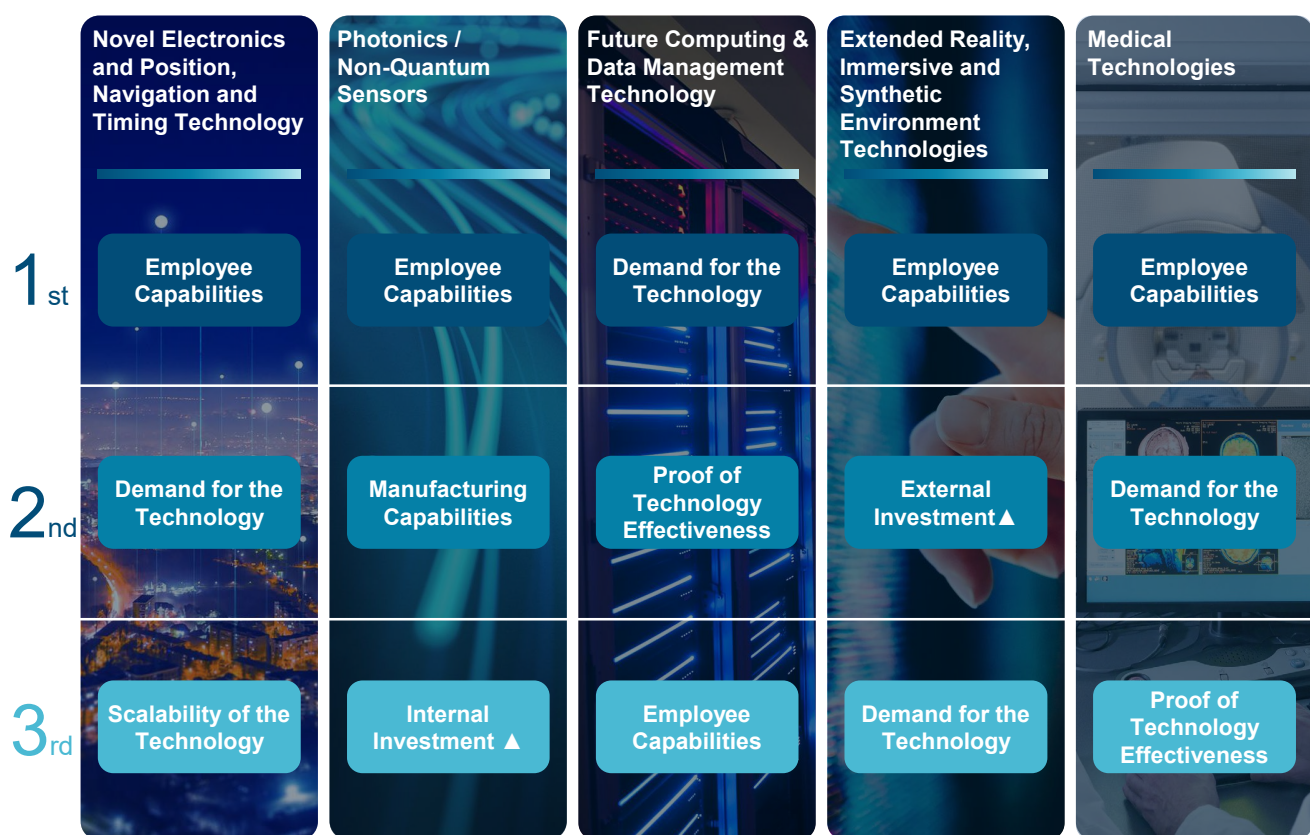 Novel Electronics
and Position,
Navigation and
Timing Technology
Photonics /
Non-Quantum
Sensors
Future Computing &
Data Management
Technology
Extended Reality,
Immersive and
Synthetic
Environment
Technologies
Medical
Technologies
1st
Employee
Capabilities
Employee
Capabilities
Demand for the
Technology
Employee
Capabilities
Employee
Capabilities
2nd
Demand for the
Technology
Manufacturing
Capabilities
Proof of
Technology
Effectiveness
External
Investment▲
Demand for the
Technology
3rd
Scalability of the
Technology
Internal
Investment ▲
Employee
Capabilities
Demand for the
Technology
Proof of
Technology
Effectiveness